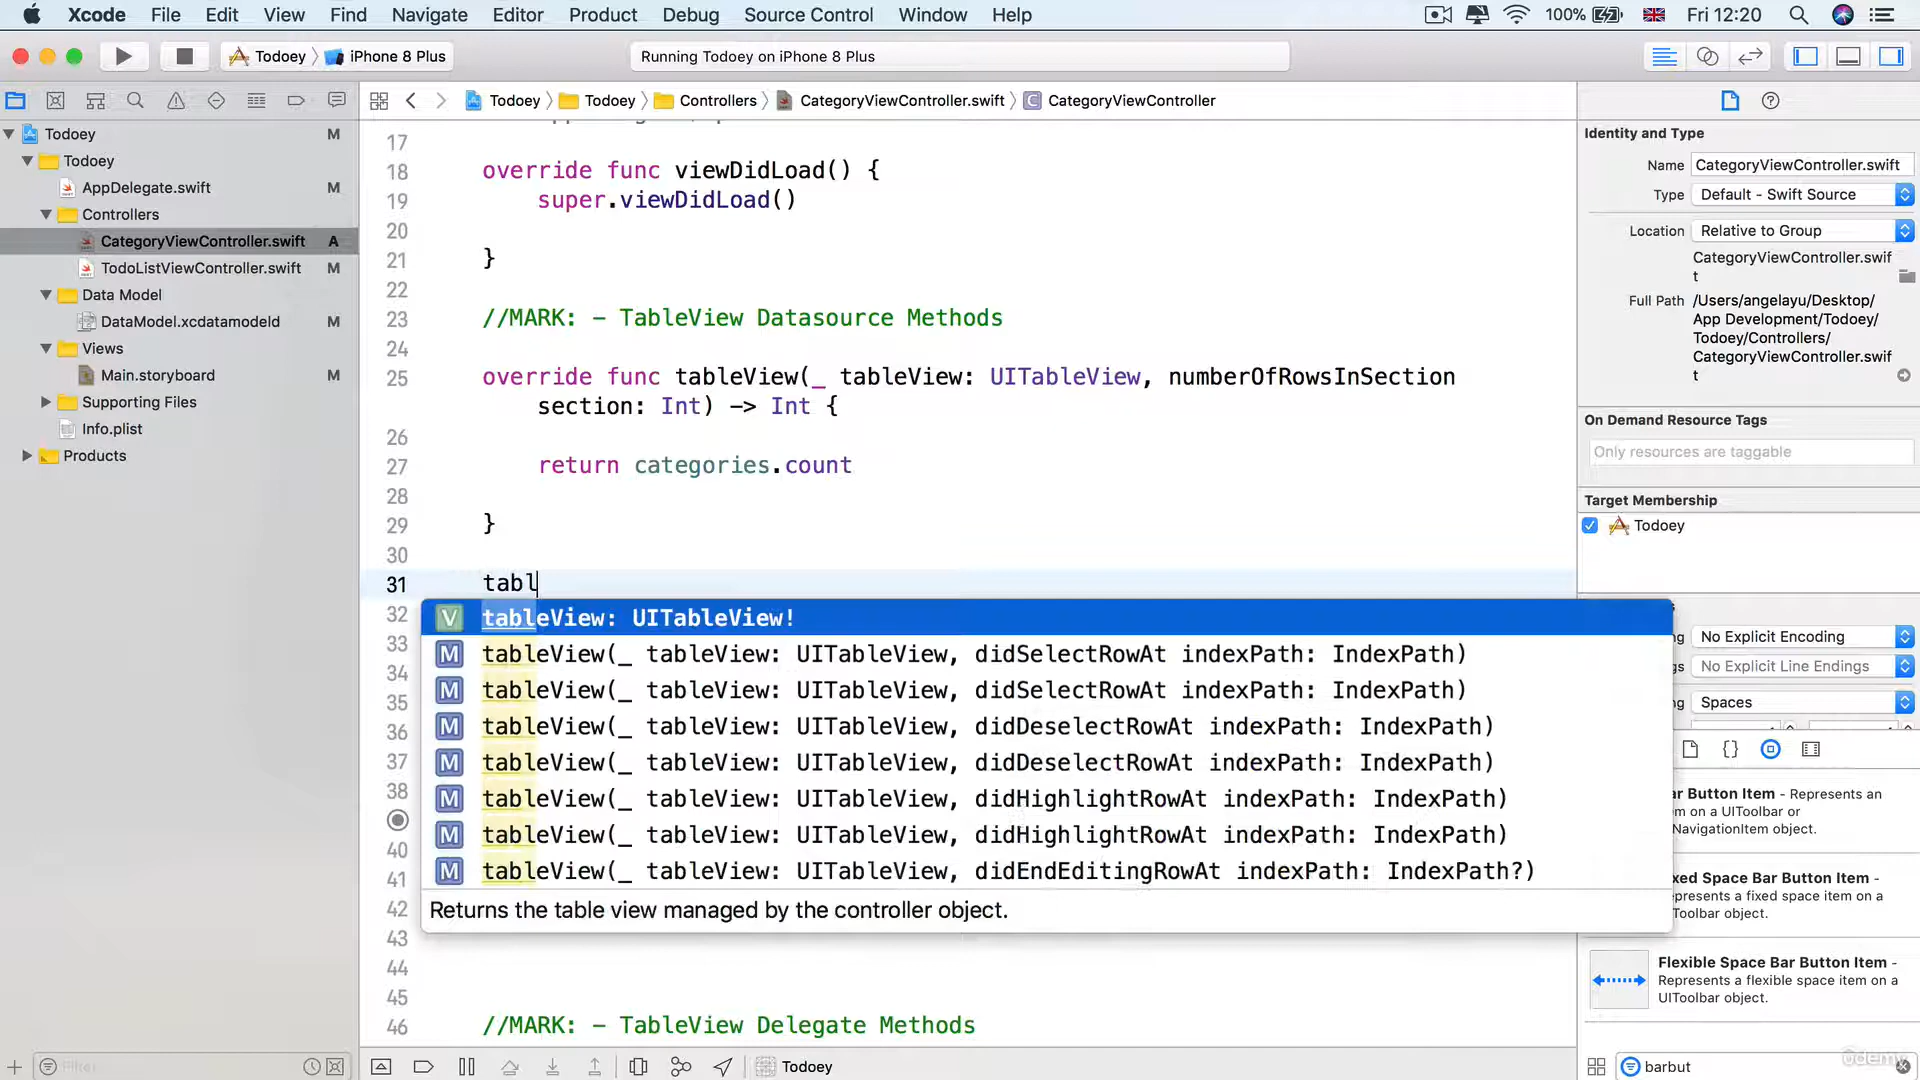 Xcode File Edit View Find Navigate Editor Product Debug Source Control Window Help 100% Fri 12:20
Todoey iPhone 8 Plus Running Todoey on iPhone 8 Plus
Todoey Todoey Controllers CategoryViewController.swift C CategoryViewController
Todoey M
Todoey
AppDelegate.swift M
Controllers
CategoryViewController.swift A
TodoListViewController.swift M
Data Model
DataModel.xcdatamodeld M
Views
Main.storyboard M
Supporting Files
Info.plist
Products
Filter
17
18 override func viewDidLoad() {
19 super.viewDidLoad()
20
21 }
22
23 //MARK: - TableView Datasource Methods
24
25 override func tableView(_ tableView: UITableView, numberOfRowsInSection
section: Int) -> Int {
26
27 return categories.count
28
29 }
30
31 tabl
32
33
34
35
36
37
38
40
41
42
43
44
45
46 //MARK: - TableView Delegate Methods
V tableView: UITableView!
M tableView(_ tableView: UITableView, didSelectRowAt indexPath: IndexPath)
M tableView(_ tableView: UITableView, didSelectRowAt indexPath: IndexPath)
M tableView(_ tableView: UITableView, didDeselectRowAt indexPath: IndexPath)
M tableView(_ tableView: UITableView, didDeselectRowAt indexPath: IndexPath)
M tableView(_ tableView: UITableView, didHighlightRowAt indexPath: IndexPath)
M tableView(_ tableView: UITableView, didHighlightRowAt indexPath: IndexPath)
M tableView(_ tableView: UITableView, didEndEditingRowAt indexPath: IndexPath?)
Returns the table view managed by the controller object.
Todoey
Identity and Type
Name CategoryViewController.swift
Type Default - Swift Source
Location Relative to Group
CategoryViewController.swif
t
Full Path /Users/angelayu/Desktop/
App Development/Todoey/
Todoey/Controllers/
CategoryViewController.swif
t
On Demand Resource Tags
Only resources are taggable
Target Membership
Todoey
No Explicit Encoding
No Explicit Line Endings
Spaces
Button Item - Represents an
on a UIToolbar or
NavigationItem object.
Space Bar Button Item -
represents a fixed space item on a
Toolbar object.
Flexible Space Bar Button Item -
Represents a flexible space item on a
UIToolbar object.
barbut
udemy